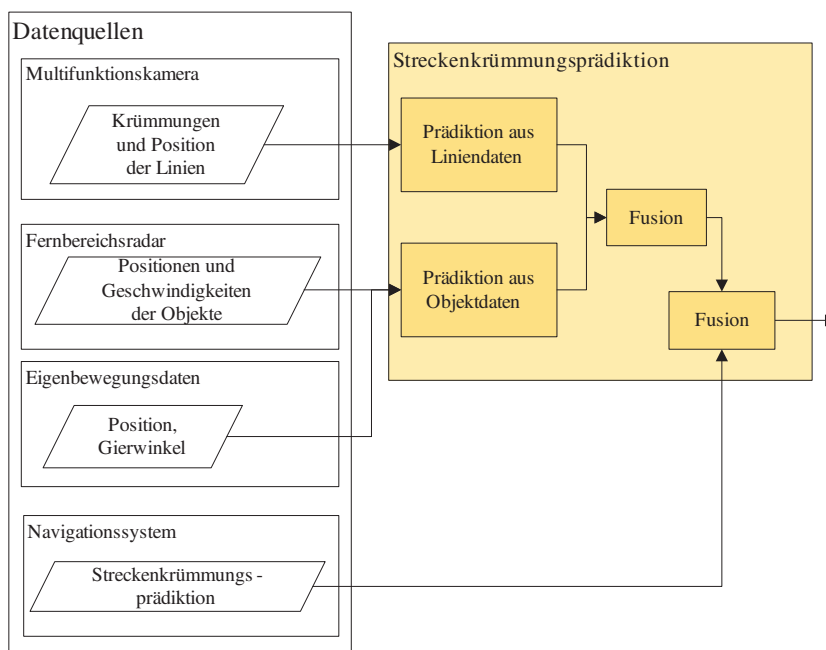 Datenquellen
Multifunktionskamera
Krümmungen
und Position
der Linien
Fernbereichsradar
Positionen und
Geschwindigkeiten
der Objekte
Eigenbewegungsdaten
Position,
Gierwinkel
Navigationssystem
Streckenkrümmungs -
prädiktion
Streckenkrümmungsprädiktion
Prädiktion aus
Liniendaten
Prädiktion aus
Objektdaten
Fusion
Fusion